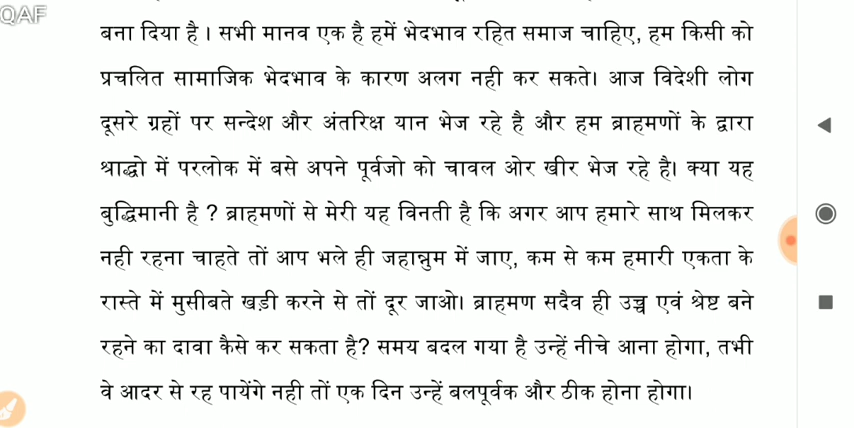 QAF
बना दिया है। सभी मानव एक है हमें भेदभाव रहित समाज चाहिए, हम किसी को
प्रचलित सामाजिक भेदभाव के कारण अलग नही कर सकते। आज विदेशी लोग
दूसरे ग्रहों पर सन्देश और अंतरिक्ष यान भेज रहे है और हम ब्राहमणों के द्वारा
श्राद्धो में परलोक में बसे अपने पूर्वजो को चावल ओर खीर भेज रहे है। क्या यह
बुद्धिमानी है ? ब्राहमणों से मेरी यह विनती है कि अगर आप हमारे साथ मिलकर
नही रहना चाहते तों आप भले ही जहान्नुम में जाए, कम से कम हमारी एकता के
रास्ते में मुसीबते खड़ी करने से तों दूर जाओ। ब्राहमण सदैव ही उच्च एवं श्रेष्ट बने
रहने का दावा कैसे कर सकता है? समय बदल गया है उन्हें नीचे आना होगा, तभी
वे आदर से रह पायेंगे नही तों एक दिन उन्हें बलपूर्वक और ठीक होना होगा।